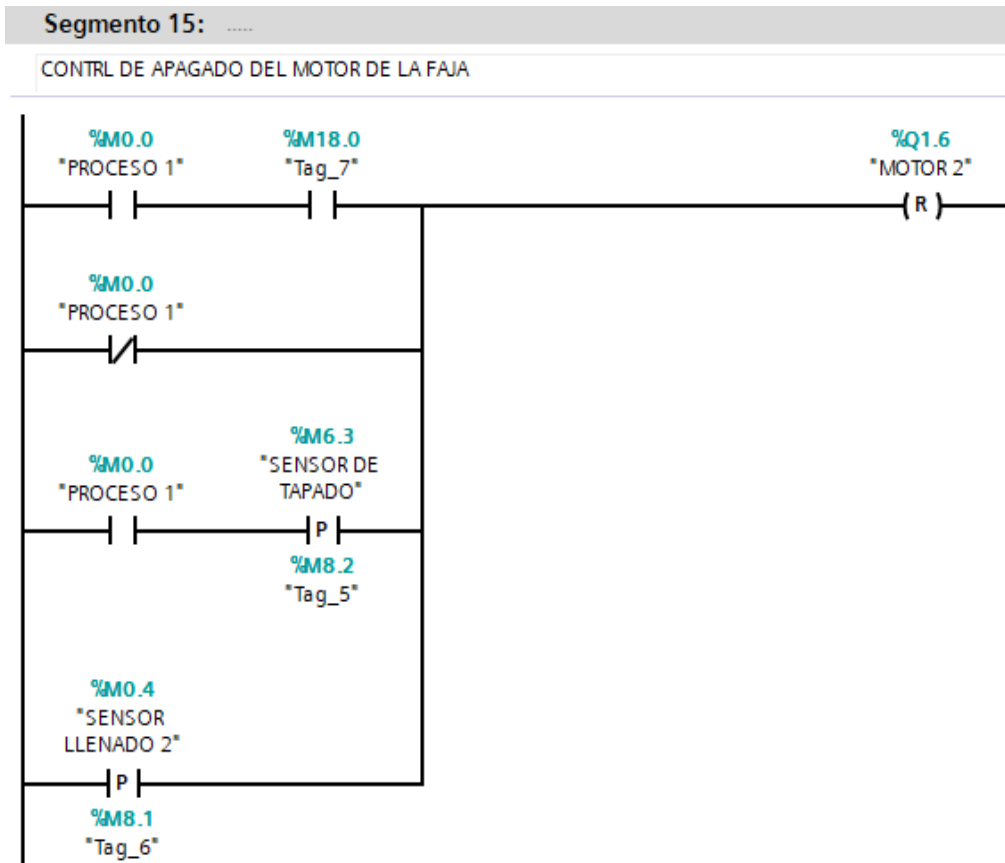 Segmento 15: .....
CONTRL DE APAGADO DEL MOTOR DE LA FAJA
%M0.0
"PROCESO 1"
%M18.0
"Tag_7"
%Q1.6
"MOTOR 2"
R
%M0.0
"PROCESO 1"
%M0.0
"PROCESO 1"
%M6.3
"SENSOR DE
TAPADO"
P
%M8.2
"Tag_5"
%M0.4
"SENSOR
LLENADO 2"
P
%M8.1
"Tag_6"